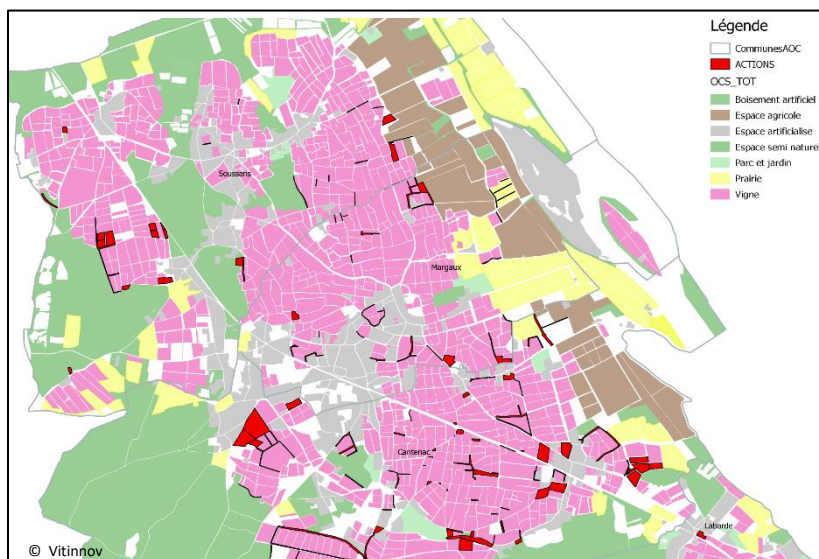 Légende
CommunesAOC
ACTIONS
OCS_TOT
Boisement artificiel
Espace agricole
Espace artificialise
Espace semi naturel
Parc et jardin
Prairie
Vigne
Soussans
Margaux
Cantenac
Labarde
© Vitinnov